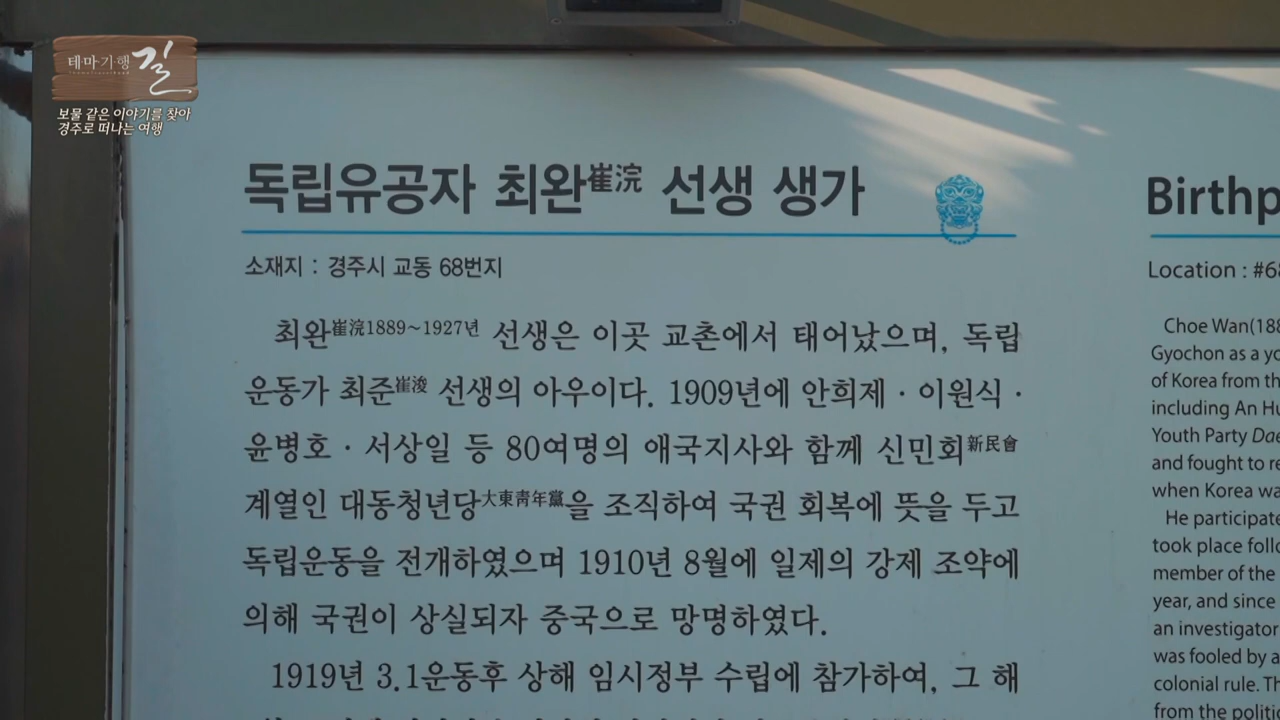 테마기행 길
보물 같은 이야기를 찾아
경주로 떠나는 여행
독립유공자 최완崔浣 선생 생가
소재지 : 경주시 교동 68번지
최완崔浣1889~1927년 선생은 이곳 교촌에서 태어났으며, 독립
운동가 최준崔浚 선생의 아우이다. 1909년에 안희제 · 이원식 ·
윤병호 · 서상일 등 80여명의 애국지사와 함께 신민회新民會
계열인 대동청년당大東靑年黨을 조직하여 국권 회복에 뜻을 두고
독립운동을 전개하였으며 1910년 8월에 일제의 강제 조약에
의해 국권이 상실되자 중국으로 망명하였다.
1919년 3.1운동후 상해 임시정부 수립에 참가하여, 그 해
Birthp
Location : #68
Choe Wan(188
Gyochon as a yo
of Korea from th
including An Hu
Youth Party Dae
and fought to re
when Korea wa
He participate
took place follo
member of the
year, and since
an investigator
was fooled by a
colonial rule. Th
from the politic